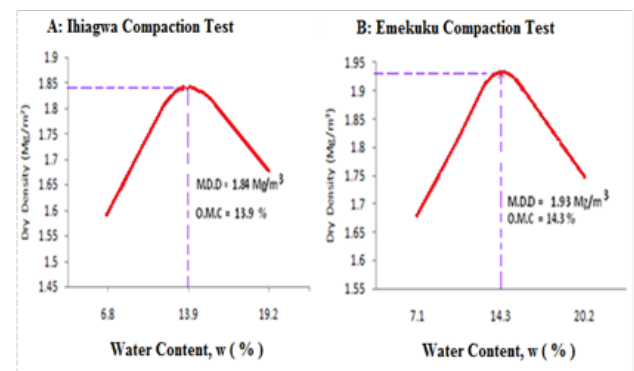 A: Ihiagwa Compaction Test
Dry Density (Mg/m³)
1.9
1.85
1.8
1.75
1.7
1.65
1.6
1.55
1.5
1.45
M.D.D = 1.84 Mg/m³
O.M.C = 13.9 %
6.8 13.9 19.2
Water Content, w ( % )
B: Emekuku Compaction Test
Dry Density (Mg/m³)
1.95
1.9
1.85
1.8
1.75
1.7
1.65
1.6
1.55
M.D.D = 1.93 Mg/m³
O.M.C = 14.3 %
7.1 14.3 20.2
Water Content, w ( % )